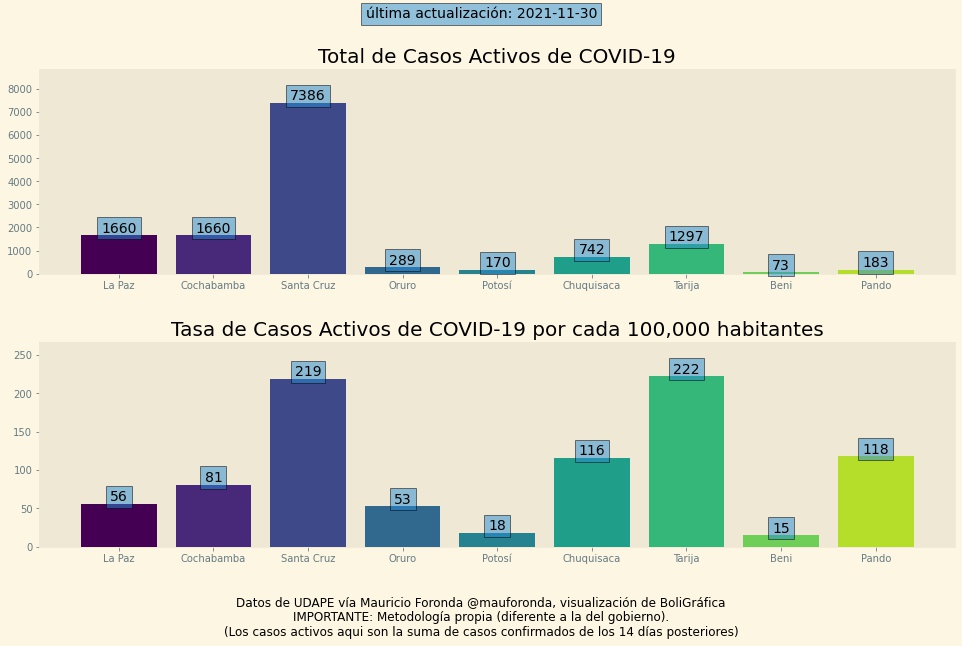 última actualización: 2021-11-30
Total de Casos Activos de COVID-19
8000
7000
6000
5000
4000
3000
2000
1000
0
1660
1660
7386
289
170
742
1297
73
183
La Paz
Cochabamba
Santa Cruz
Oruro
Potosí
Chuquisaca
Tarija
Beni
Pando
Tasa de Casos Activos de COVID-19 por cada 100,000 habitantes
250
200
150
100
50
0
56
81
219
53
18
116
222
15
118
La Paz
Cochabamba
Santa Cruz
Oruro
Potosí
Chuquisaca
Tarija
Beni
Pando
Datos de UDAPE vía Mauricio Foronda @mauforonda, visualización de BoliGráfica
IMPORTANTE: Metodología propia (diferente a la del gobierno).
(Los casos activos aqui son la suma de casos confirmados de los 14 días posteriores)